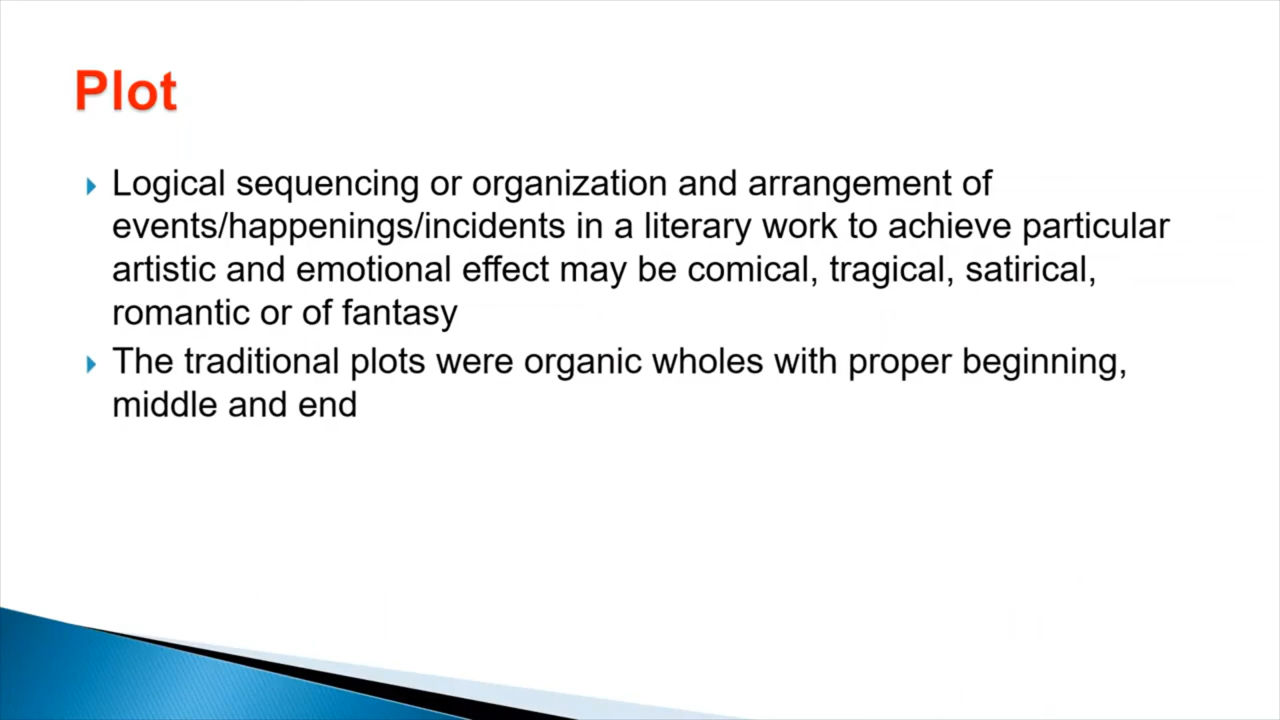 Plot
Logical sequencing or organization and arrangement of
events/happenings/incidents in a literary work to achieve particular
artistic and emotional effect may be comical, tragical, satirical,
romantic or of fantasy
The traditional plots were organic wholes with proper beginning,
middle and end